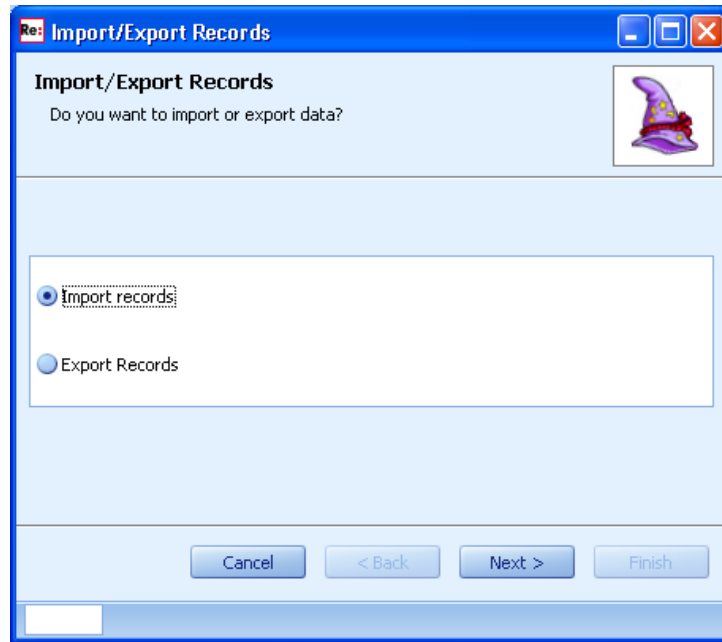 Re: Import/Export Records
Import/Export Records
Do you want to import or export data?
Import records
Export Records
Cancel < Back Next > Finish